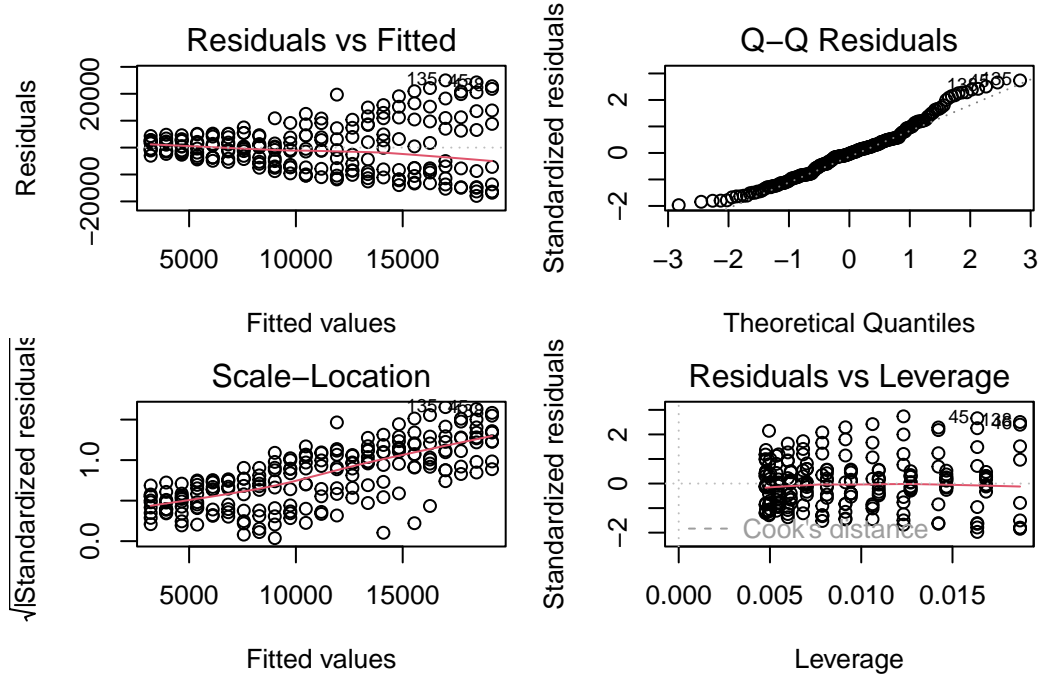 Residuals vs Fitted
Residuals
20000
0
−20000
5000 10000 15000
Fitted values
135
45
Q−Q Residuals
Standardized residuals
2
0
−2
−3 −2 −1 0 1 2 3
Theoretical Quantiles
135
Scale−Location
√|Standardized residuals
1.0
0.0
5000 10000 15000
Fitted values
135
45
Residuals vs Leverage
Standardized residuals
2
0
−2
45
138
Cook's distance
0.000 0.005 0.010 0.015
Leverage